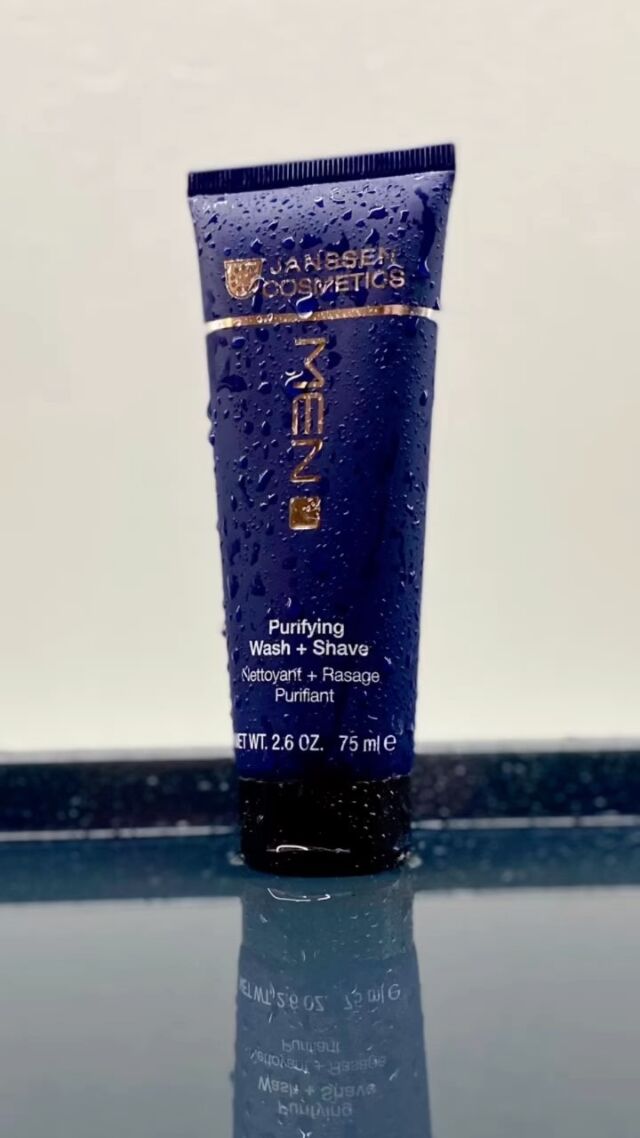 JANSSEN
COSMETICS
MEN
Purifying
Wash + Shave
Nettoyant + Rasage
Purifiant
NET WT. 2.6 OZ. 75 ml e